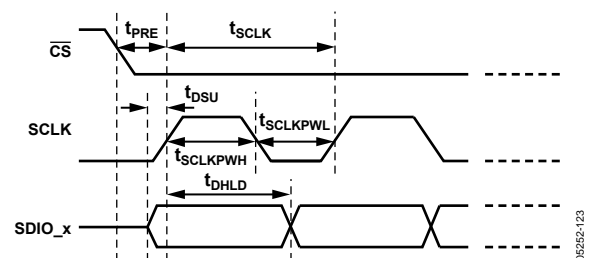 tPRE
tSCLK
CS
tDSU
SCLK
tSCLKPWL
tSCLKPWH
tDHLD
SDIO_x
05252-123